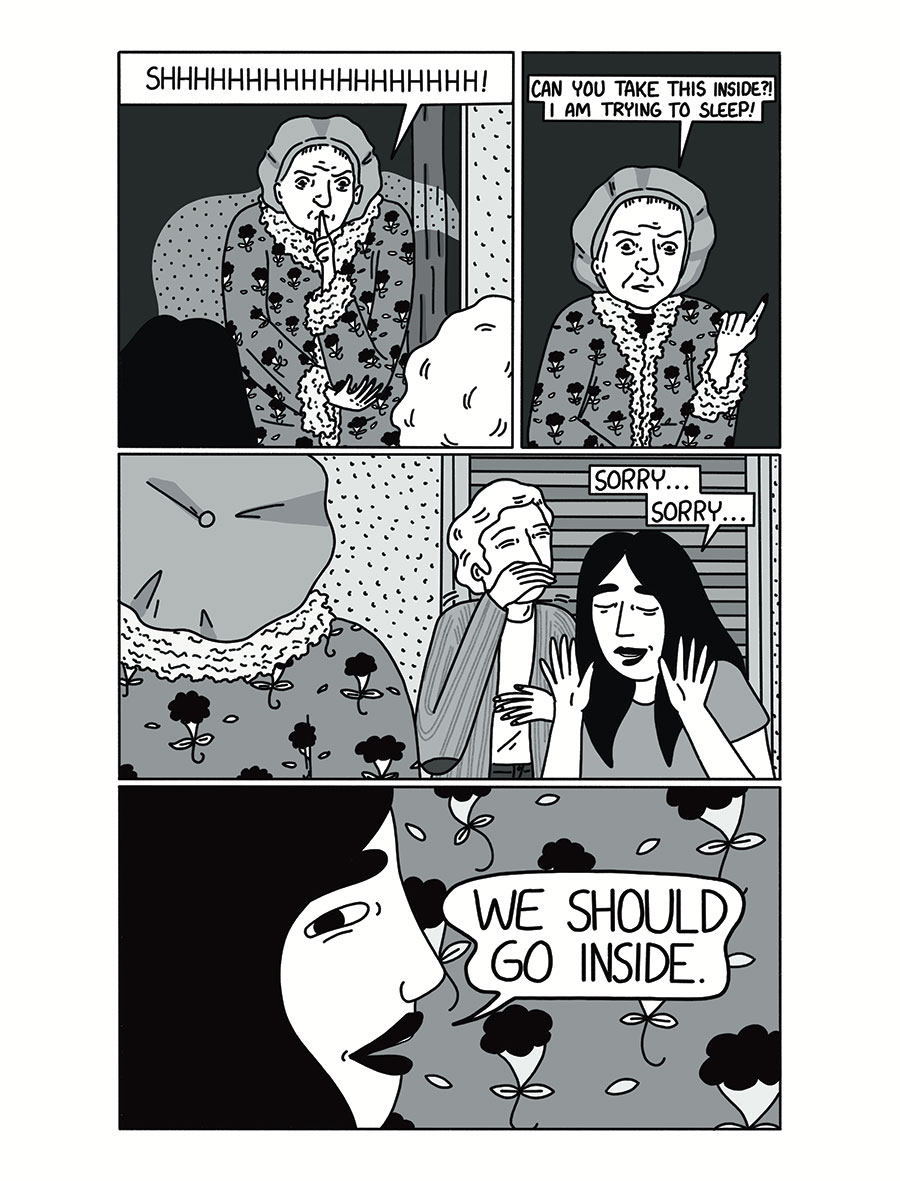 SHHHHHHHHHHHHHHHHHH!
CAN YOU TAKE THIS INSIDE?!
I AM TRYING TO SLEEP!
SORRY...
SORRY...
WE SHOULD
GO INSIDE.